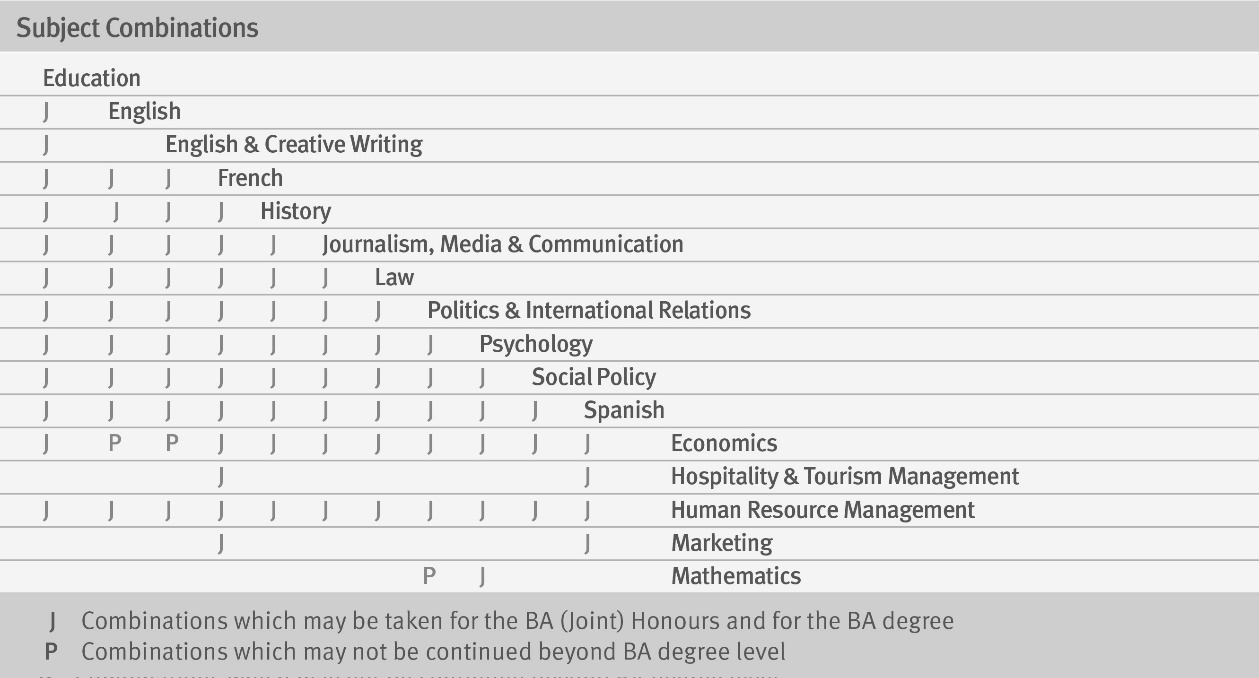 Subject Combinations
Education
J English
J English & Creative Writing
J J J French
J J J J History
J J J J J Journalism, Media & Communication
J J J J J J Law
J J J J J J J Politics & International Relations
J J J J J J J J Psychology
J J J J J J J J J Social Policy
J J J J J J J J J J Spanish
J P P J J J J J J J J Economics
J J Hospitality & Tourism Management
J J J J J J J J J J J Human Resource Management
J J Marketing
P J Mathematics
J Combinations which may be taken for the BA (Joint) Honours and for the BA degree
P Combinations which may not be continued beyond BA degree level